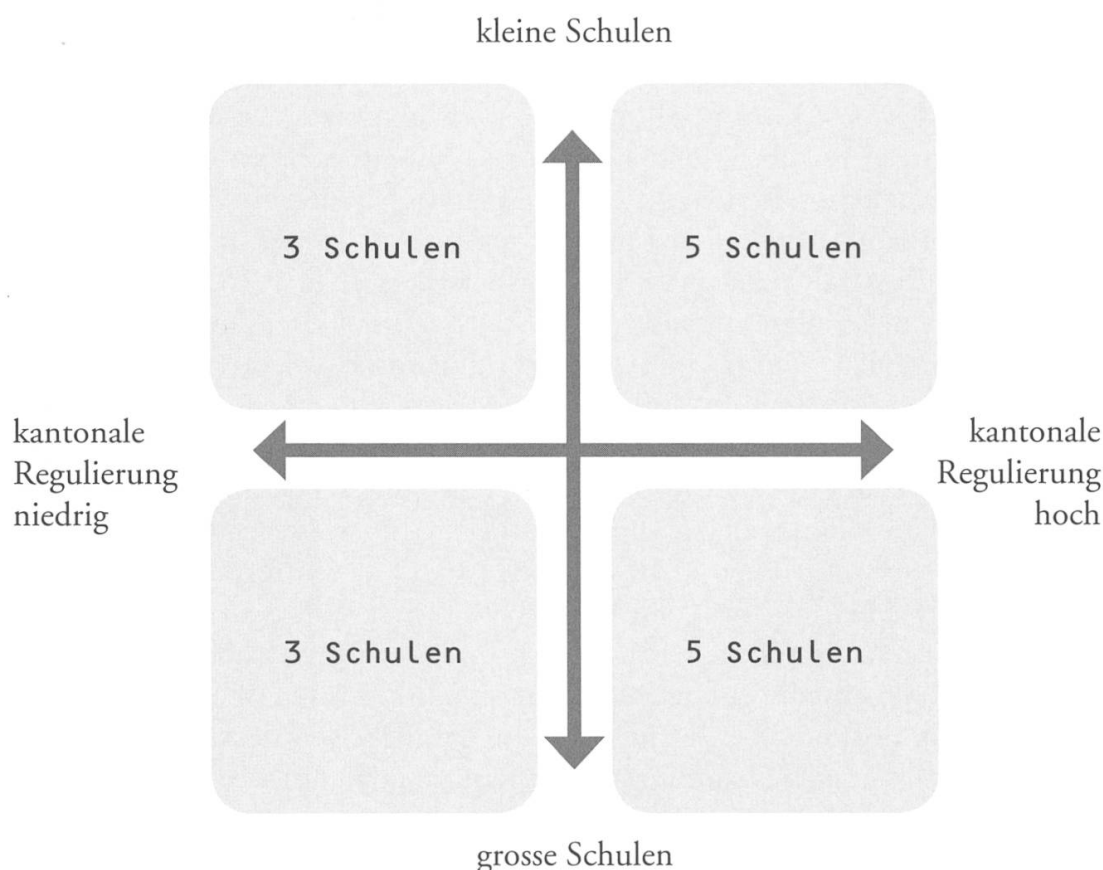 kleine Schulen
3 Schulen
5 Schulen
kantonale
Regulierung
niedrig
kantonale
Regulierung
hoch
3 Schulen
5 Schulen
grosse Schulen